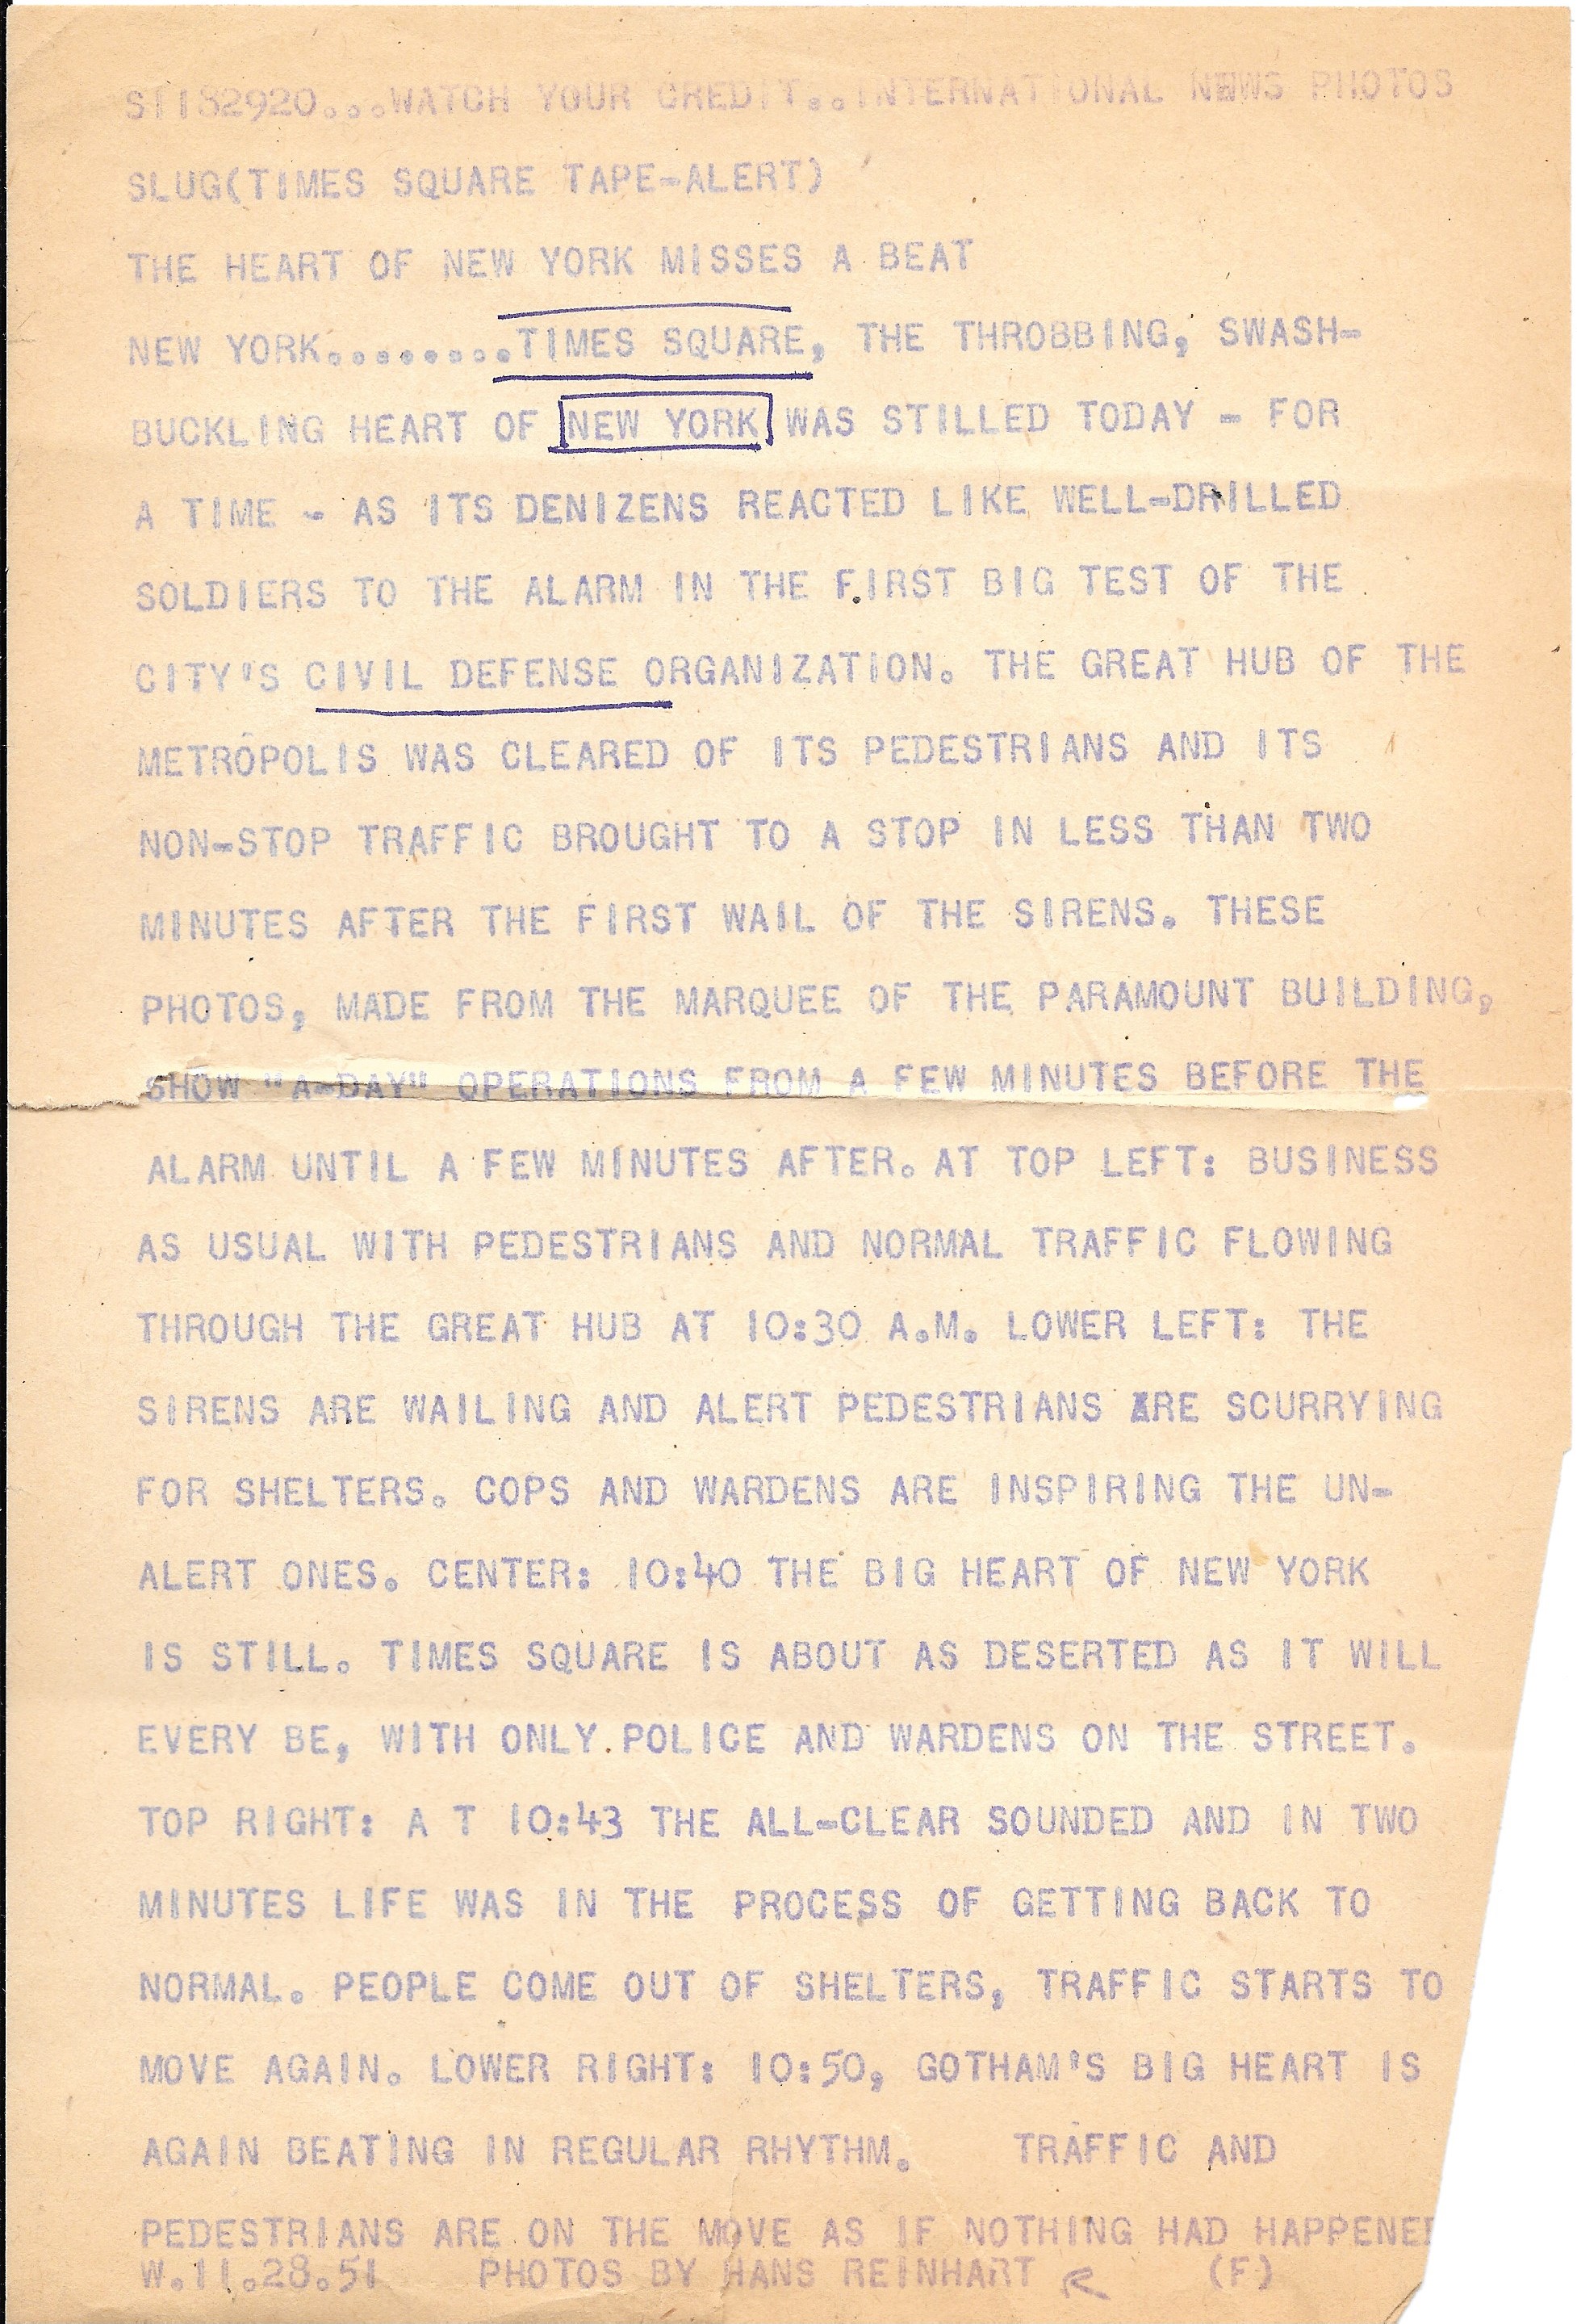 ST182920...WATCH YOUR CREDIT..INTERNATIONAL NEWS PHOTOS
SLUG(TIMES SQUARE TAPE-ALERT)
THE HEART OF NEW YORK MISSES A BEAT
NEW YORK........TIMES SQUARE, THE THROBBING, SWASH-
BUCKLING HEART OF NEW YORK WAS STILLED TODAY - FOR
A TIME - AS ITS DENIZENS REACTED LIKE WELL-DRILLED
SOLDIERS TO THE ALARM IN THE FIRST BIG TEST OF THE
CITY'S CIVIL DEFENSE ORGANIZATION. THE GREAT HUB OF THE
METROPOLIS WAS CLEARED OF ITS PEDESTRIANS AND ITS
NON-STOP TRAFFIC BROUGHT TO A STOP IN LESS THAN TWO
MINUTES AFTER THE FIRST WAIL OF THE SIRENS. THESE
PHOTOS, MADE FROM THE MARQUEE OF THE PARAMOUNT BUILDING,
SHOW "A-DAY" OPERATIONS FROM A FEW MINUTES BEFORE THE
ALARM UNTIL A FEW MINUTES AFTER. AT TOP LEFT: BUSINESS
AS USUAL WITH PEDESTRIANS AND NORMAL TRAFFIC FLOWING
THROUGH THE GREAT HUB AT 10:30 A.M. LOWER LEFT: THE
SIRENS ARE WAILING AND ALERT PEDESTRIANS ARE SCURRYING
FOR SHELTERS. COPS AND WARDENS ARE INSPIRING THE UN-
ALERT ONES. CENTER: 10:40 THE BIG HEART OF NEW YORK
IS STILL. TIMES SQUARE IS ABOUT AS DESERTED AS IT WILL
EVERY BE, WITH ONLY POLICE AND WARDENS ON THE STREET.
TOP RIGHT: A T 10:43 THE ALL-CLEAR SOUNDED AND IN TWO
MINUTES LIFE WAS IN THE PROCESS OF GETTING BACK TO
NORMAL. PEOPLE COME OUT OF SHELTERS, TRAFFIC STARTS TO
MOVE AGAIN. LOWER RIGHT: 10:50, GOTHAM'S BIG HEART IS
AGAIN BEATING IN REGULAR RHYTHM. TRAFFIC AND
PEDESTRIANS ARE ON THE MOVE AS IF NOTHING HAD HAPPENED
W.11.28.51 PHOTOS BY HANS REINHART R (F)